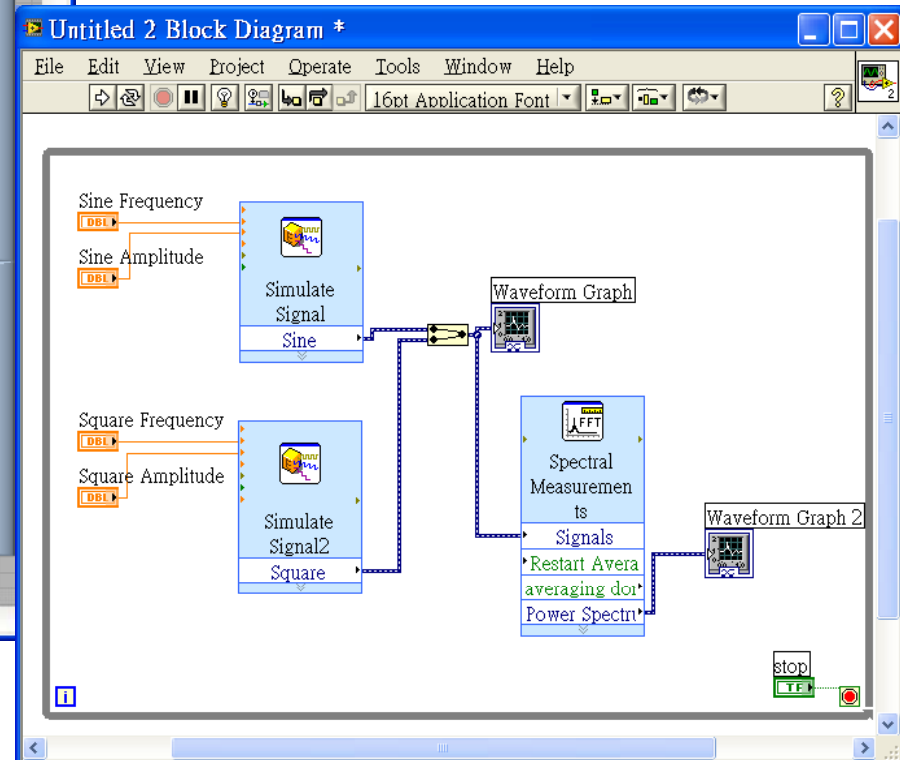 Untitled 2 Block Diagram *
File Edit View Project Operate Tools Window Help
16pt Application Font
2
Sine Frequency
DBL
Sine Amplitude
DBL
Simulate
Signal
Sine
Waveform Graph
Square Frequency
DBL
Square Amplitude
DBL
Simulate
Signal2
Square
FFT
Spectral
Measuremen
ts
Signals
Restart Avera
averaging dor
Power Spectru
Waveform Graph 2
stop
TF
i